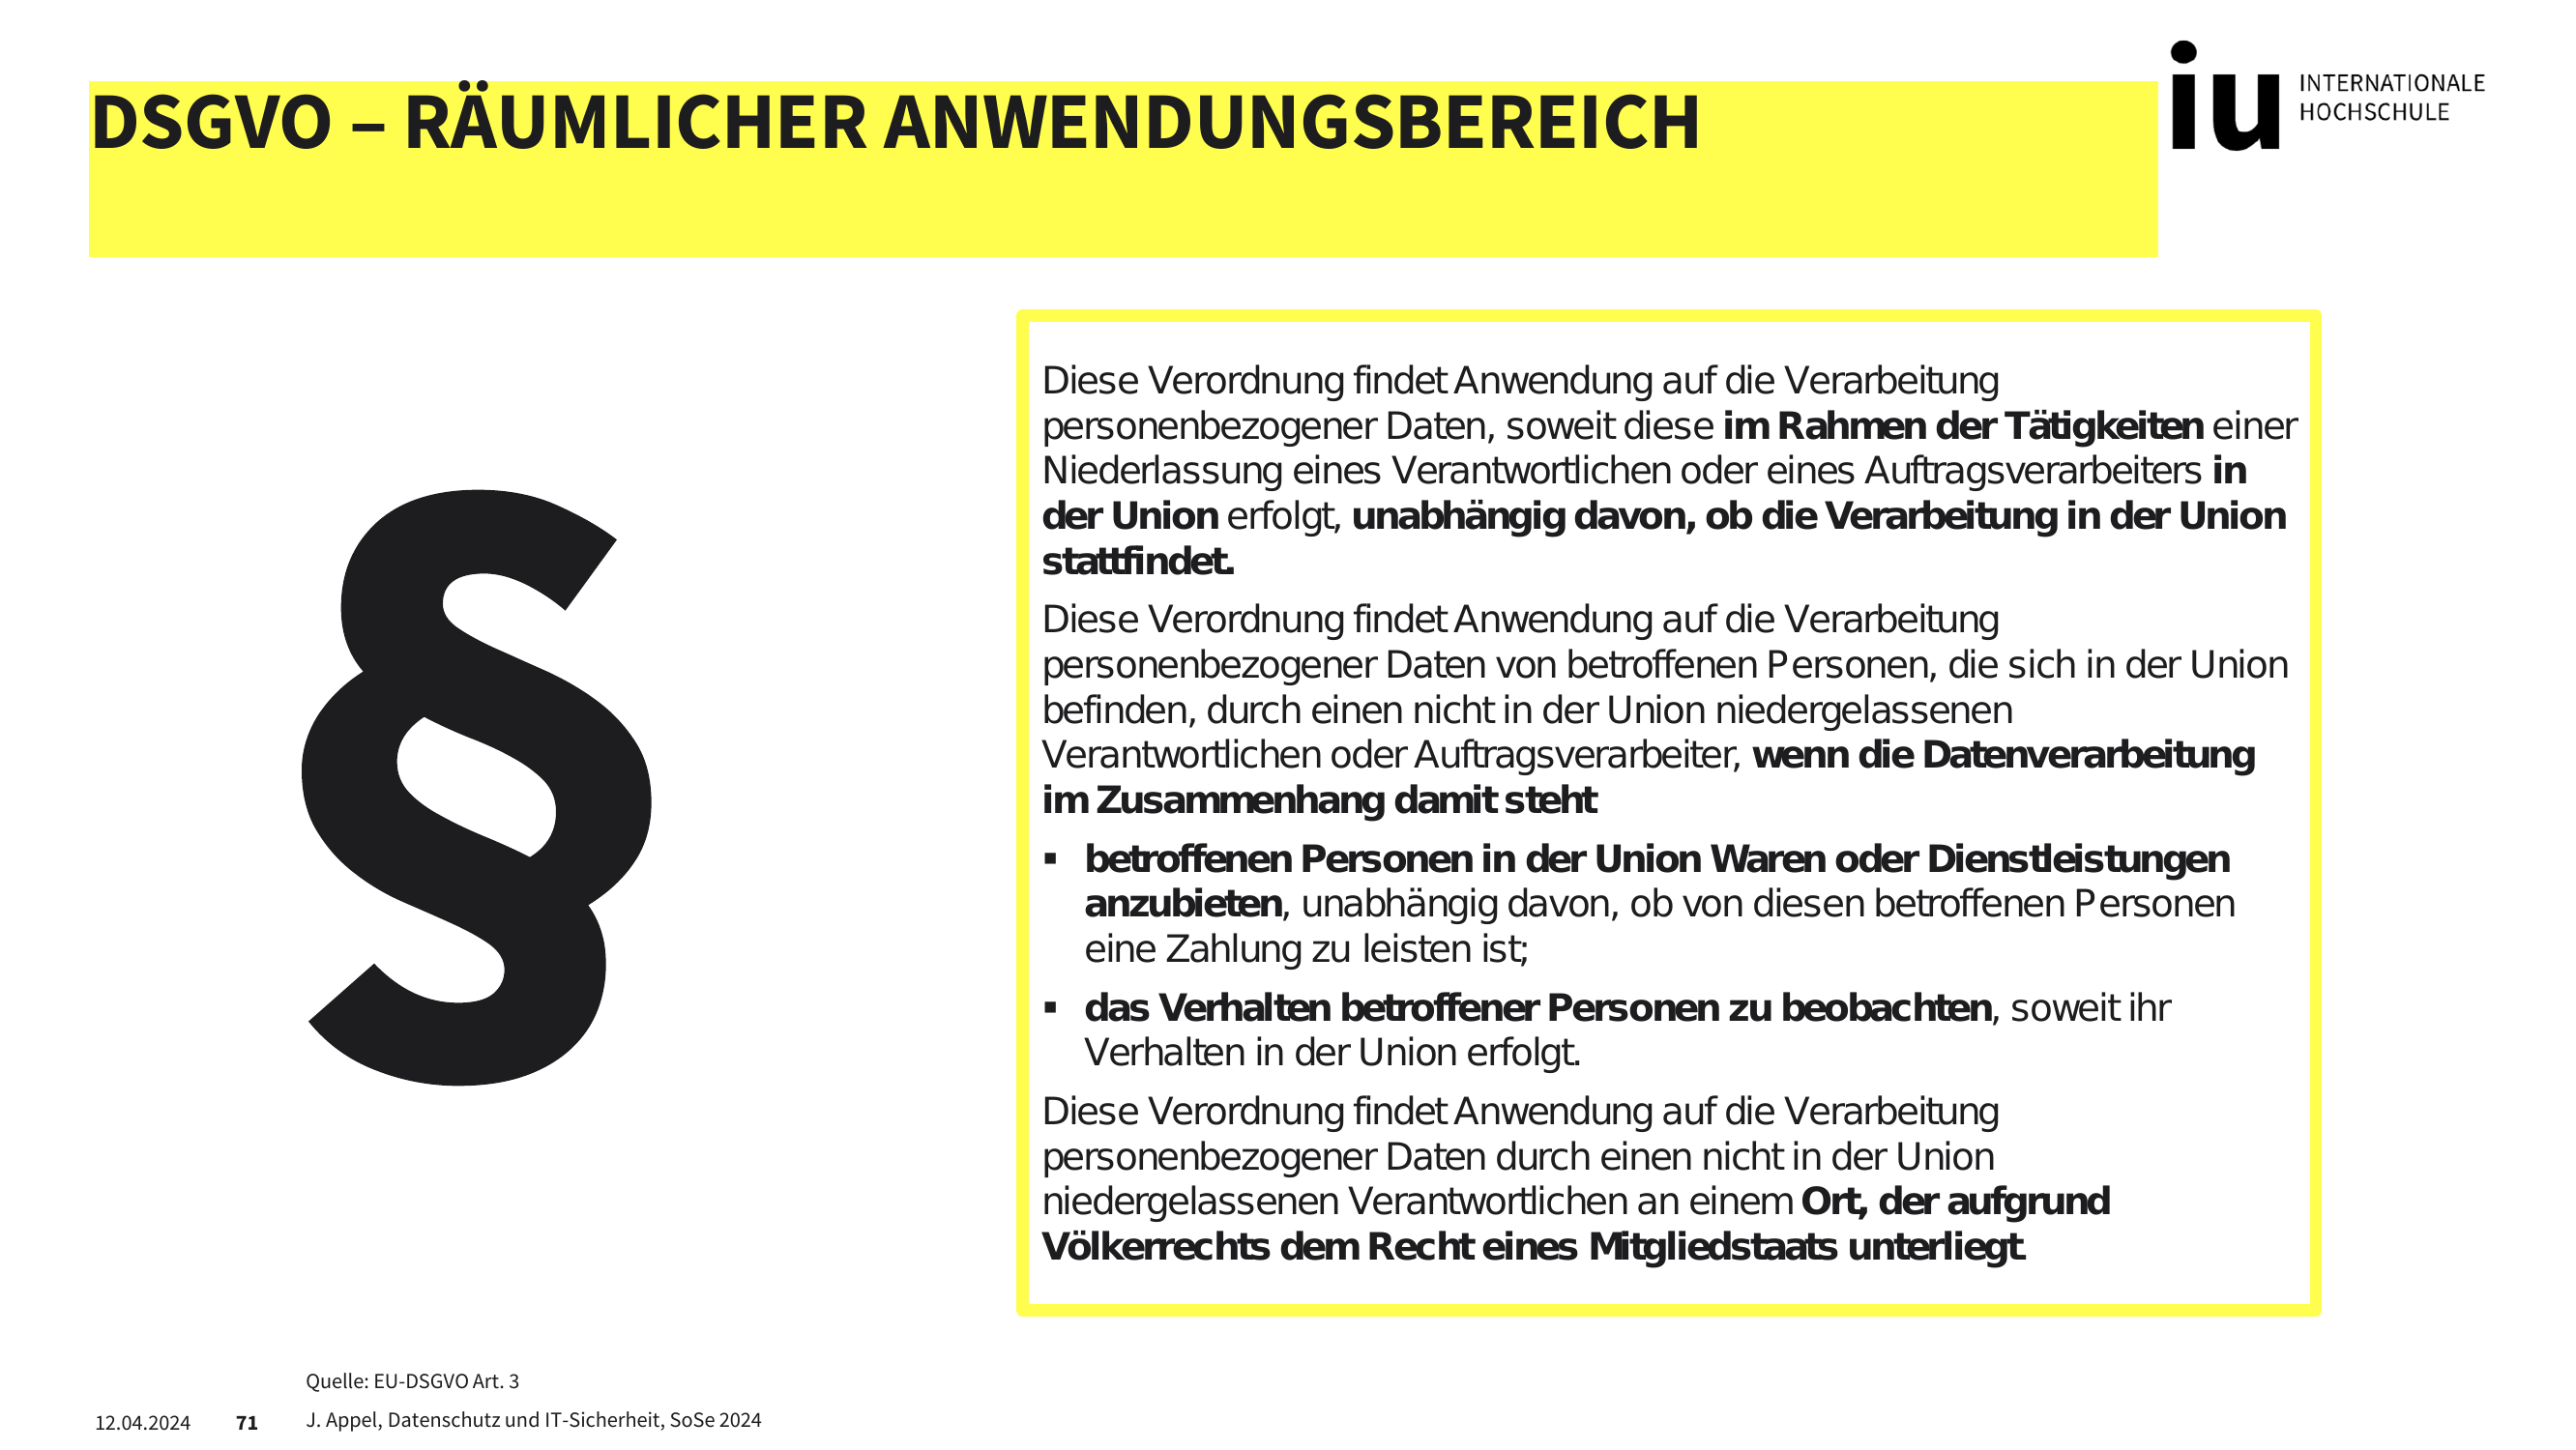 DSGVO – RÄUMLICHER ANWENDUNGSBEREICH
iu INTERNATIONALE
HOCHSCHULE
§
Diese Verordnung findet Anwendung auf die Verarbeitung
personenbezogener Daten, soweit diese im Rahmen der Tätigkeiten einer
Niederlassung eines Verantwortlichen oder eines Auftragsverarbeiters in
der Union erfolgt, unabhängig davon, ob die Verarbeitung in der Union
stattfindet.
Diese Verordnung findet Anwendung auf die Verarbeitung
personenbezogener Daten von betroffenen Personen, die sich in der Union
befinden, durch einen nicht in der Union niedergelassenen
Verantwortlichen oder Auftragsverarbeiter, wenn die Datenverarbeitung
im Zusammenhang damit steht
▪ betroffenen Personen in der Union Waren oder Dienstleistungen
anzubieten, unabhängig davon, ob von diesen betroffenen Personen
eine Zahlung zu leisten ist;
▪ das Verhalten betroffener Personen zu beobachten, soweit ihr
Verhalten in der Union erfolgt.
Diese Verordnung findet Anwendung auf die Verarbeitung
personenbezogener Daten durch einen nicht in der Union
niedergelassenen Verantwortlichen an einem Ort, der aufgrund
Völkerrechts dem Recht eines Mitgliedstaats unterliegt.
Quelle: EU-DSGVO Art. 3
12.04.2024 71 J. Appel, Datenschutz und IT-Sicherheit, SoSe 2024